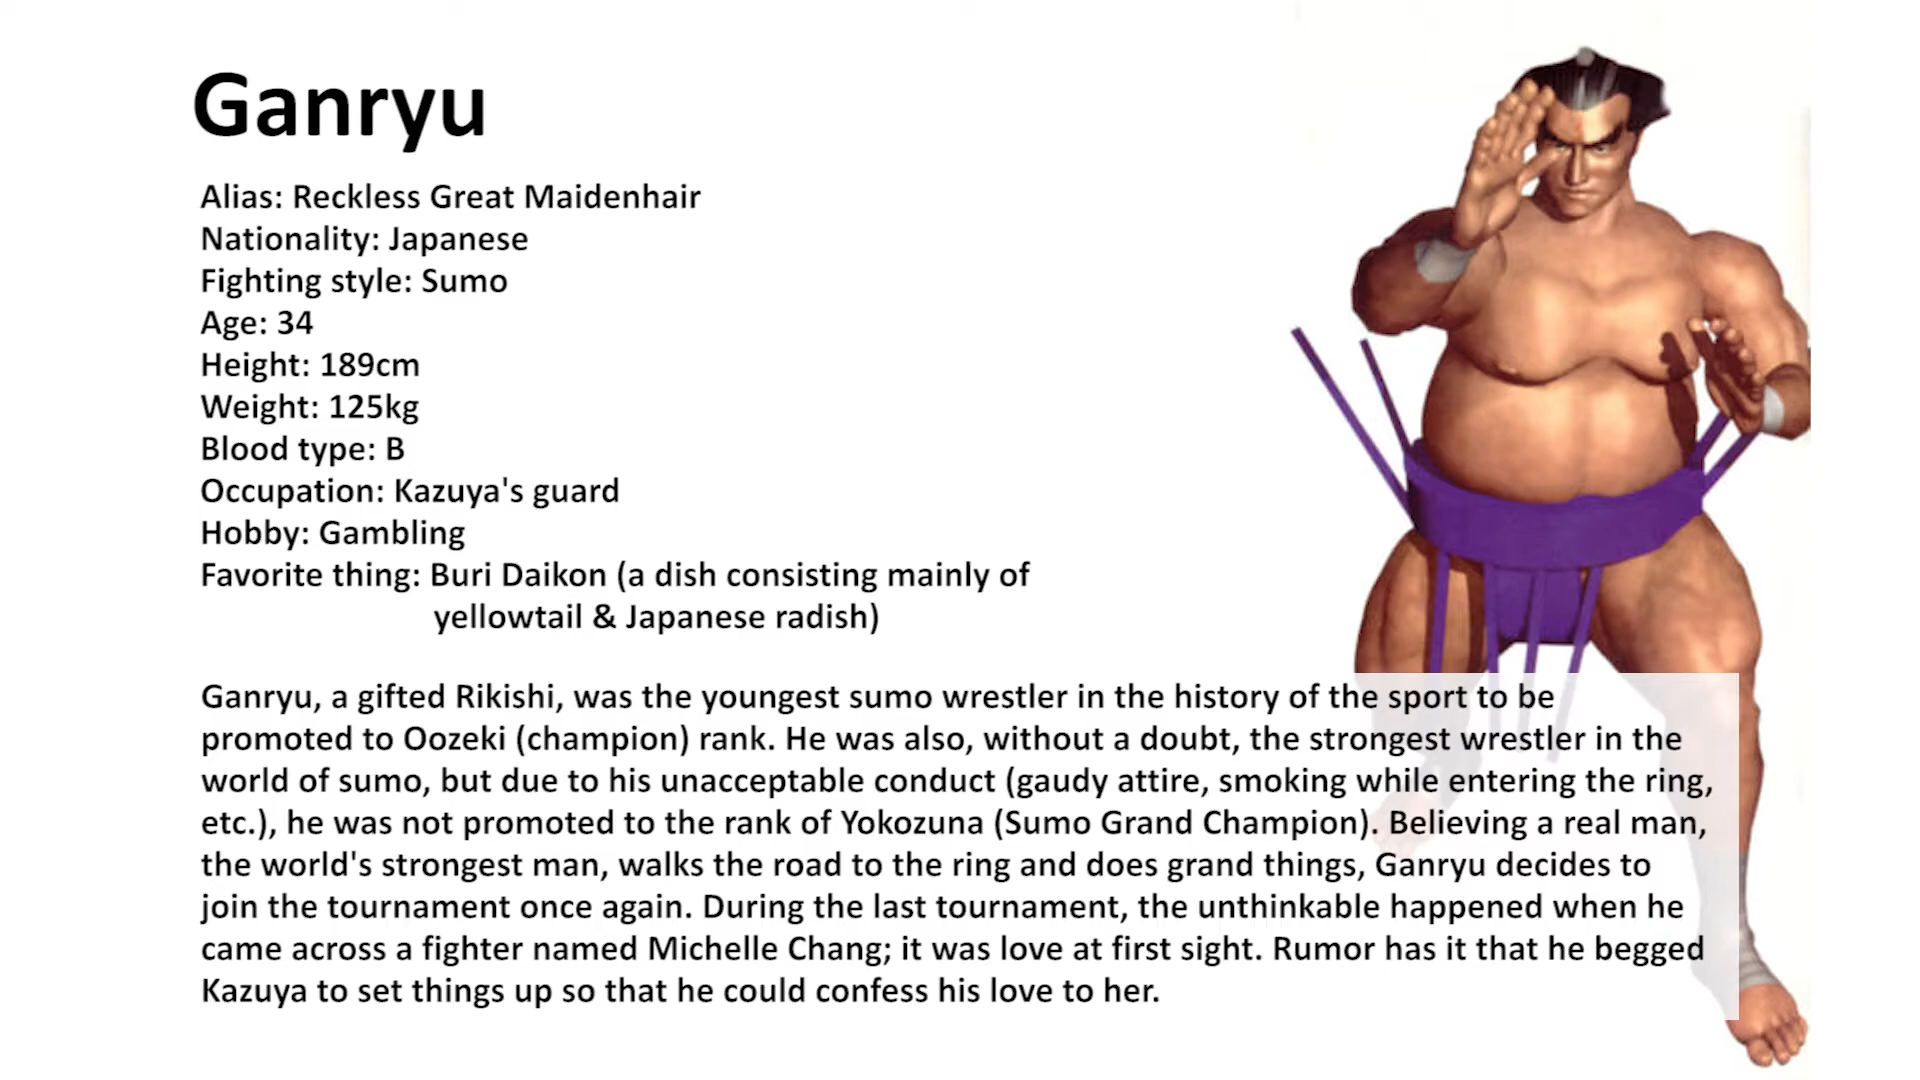 Ganryu
Alias: Reckless Great Maidenhair
Nationality: Japanese
Fighting style: Sumo
Age: 34
Height: 189cm
Weight: 125kg
Blood type: B
Occupation: Kazuya's guard
Hobby: Gambling
Favorite thing: Buri Daikon (a dish consisting mainly of
yellowtail & Japanese radish)
Ganryu, a gifted Rikishi, was the youngest sumo wrestler in the history of the sport to be
promoted to Oozeki (champion) rank. He was also, without a doubt, the strongest wrestler in the
world of sumo, but due to his unacceptable conduct (gaudy attire, smoking while entering the ring,
etc.), he was not promoted to the rank of Yokozuna (Sumo Grand Champion). Believing a real man,
the world's strongest man, walks the road to the ring and does grand things, Ganryu decides to
join the tournament once again. During the last tournament, the unthinkable happened when he
came across a fighter named Michelle Chang; it was love at first sight. Rumor has it that he begged
Kazuya to set things up so that he could confess his love to her.